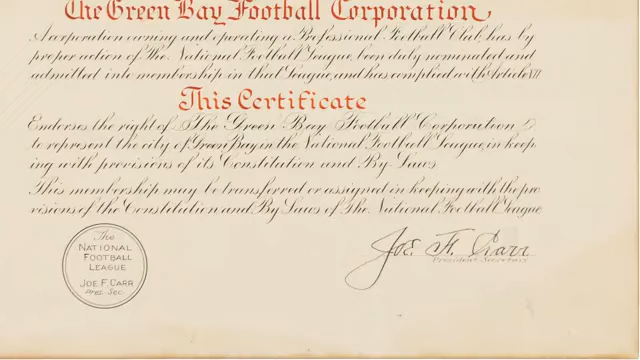 The Green Bay Football Corporation,
A corporation owning and operating a Professional Football Club has by
proper action of The National Football League, been duly nominated and
admitted into membership in that League, and has complied with Article VII
This Certificate
Endorses the right of The Green Bay Football Corporation
to represent the city of Green Bay in the National Football League, in keep
ing with provisions of its Constitution and By Laws
This membership may be transferred or assigned in keeping with the pro
visions of the Constitution and By Laws of The National Football League
The
NATIONAL
FOOTBALL
LEAGUE
JOE F. CARR
Pres. Sec.
Joe. F. Carr
President Secretary